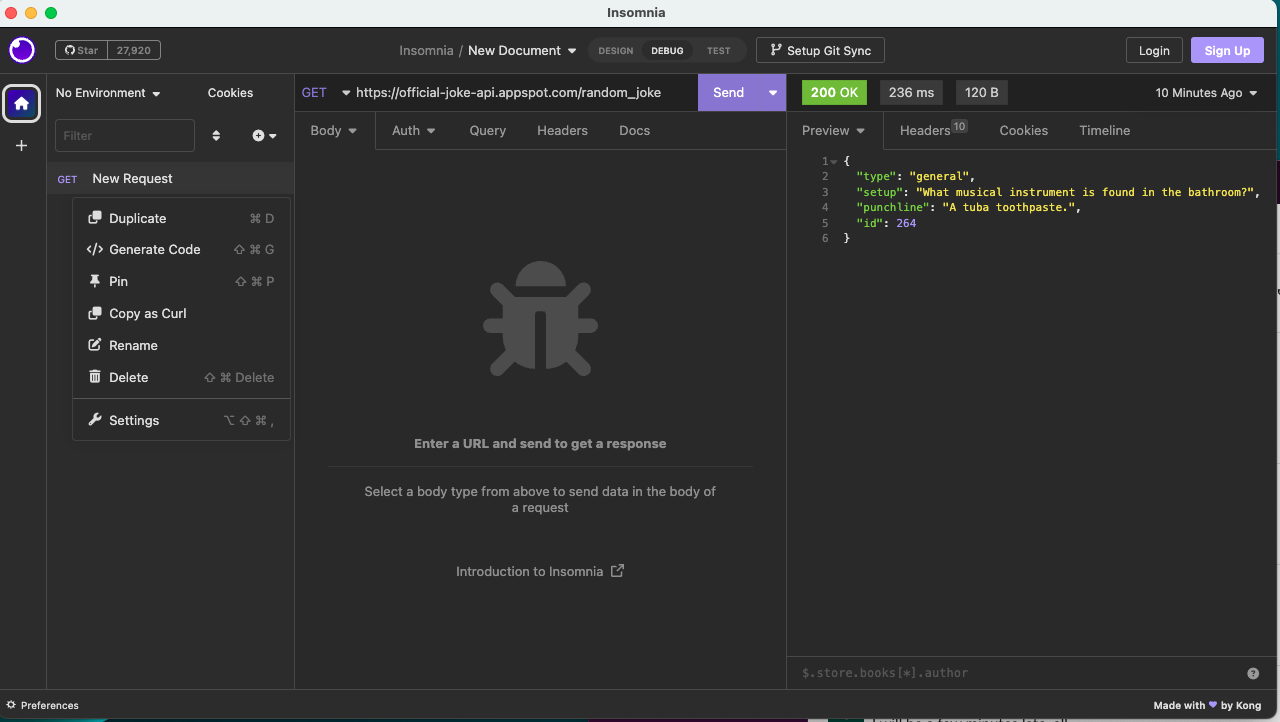 Insomnia
Star 27,920
Insomnia / New Document
DESIGN DEBUG TEST
Setup Git Sync
Login
Sign Up
No Environment
Cookies
Filter
GET New Request
Duplicate ⌘ D
Generate Code ⇧ ⌘ G
Pin ⇧ ⌘ P
Copy as Curl
Rename
Delete ⇧ ⌘ Delete
Settings ⌥ ⇧ ⌘ ,
GET https://official-joke-api.appspot.com/random_joke Send
Body Auth Query Headers Docs
Enter a URL and send to get a response
Select a body type from above to send data in the body of
a request
Introduction to Insomnia
200 OK 236 ms 120 B 10 Minutes Ago
Preview Headers 10 Cookies Timeline
1 {
2 "type": "general",
3 "setup": "What musical instrument is found in the bathroom?",
4 "punchline": "A tuba toothpaste.",
5 "id": 264
6 }
$.store.books[*].author
Preferences
Made with ♥ by Kong